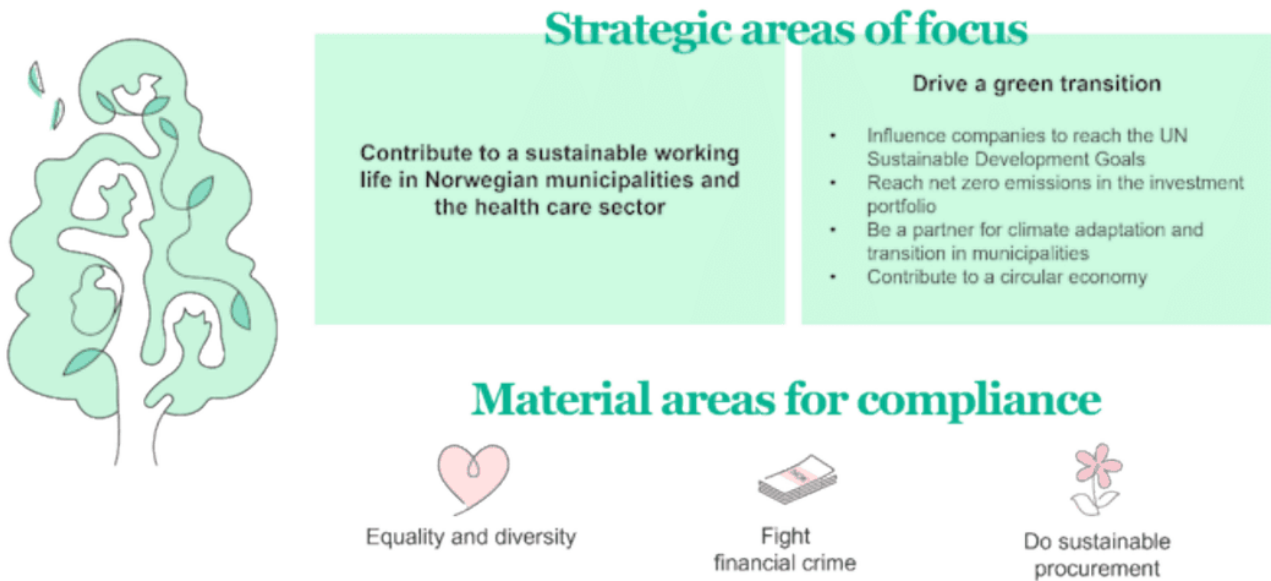 Strategic areas of focus
Contribute to a sustainable working
life in Norwegian municipalities and
the health care sector
Drive a green transition
• Influence companies to reach the UN
Sustainable Development Goals
• Reach net zero emissions in the investment
portfolio
• Be a partner for climate adaptation and
transition in municipalities
• Contribute to a circular economy
Material areas for compliance
Equality and diversity
Fight
financial crime
Do sustainable
procurement